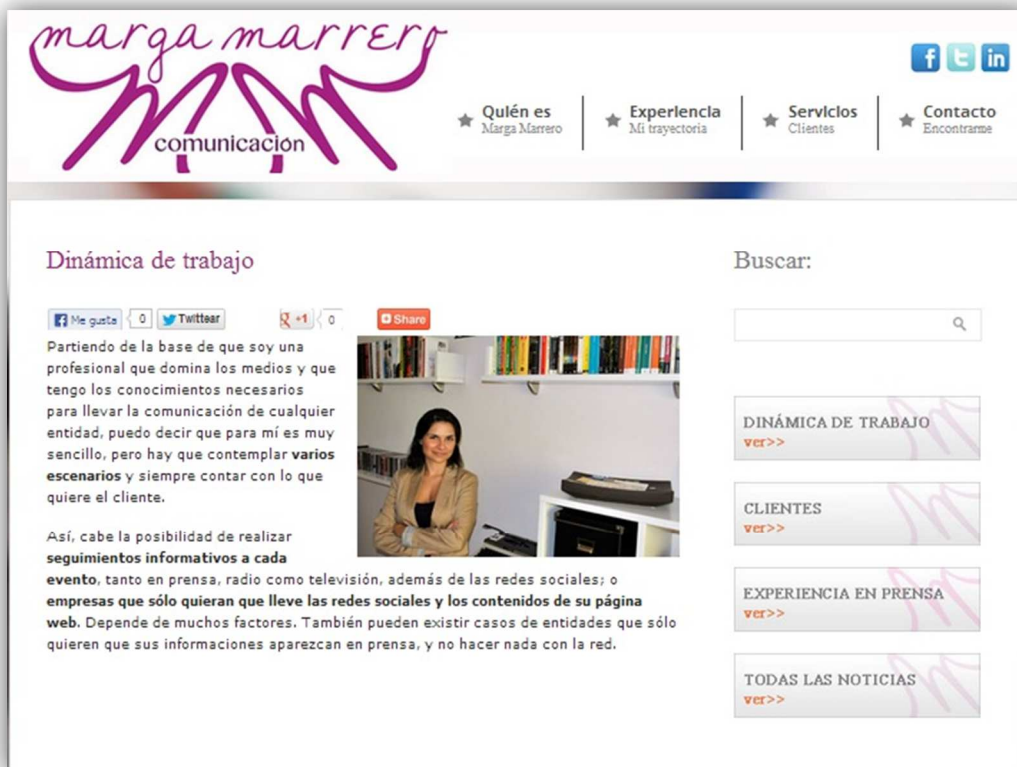 marga marrero
comunicación
Quién es
Marga Marrero
Experiencia
Mi trayectoria
Servicios
Clientes
Contacto
Encontrarme
Dinámica de trabajo
Me gusta 0 Twittear +1 0 Share
Partiendo de la base de que soy una
profesional que domina los medios y que
tengo los conocimientos necesarios
para llevar la comunicación de cualquier
entidad, puedo decir que para mí es muy
sencillo, pero hay que contemplar varios
escenarios y siempre contar con lo que
quiere el cliente.
Así, cabe la posibilidad de realizar
seguimientos informativos a cada
evento, tanto en prensa, radio como televisión, además de las redes sociales; o
empresas que sólo quieran que lleve las redes sociales y los contenidos de su página
web. Depende de muchos factores. También pueden existir casos de entidades que sólo
quieren que sus informaciones aparezcan en prensa, y no hacer nada con la red.
Buscar:
DINÁMICA DE TRABAJO
ver>>
CLIENTES
ver>>
EXPERIENCIA EN PRENSA
ver>>
TODAS LAS NOTICIAS
ver>>